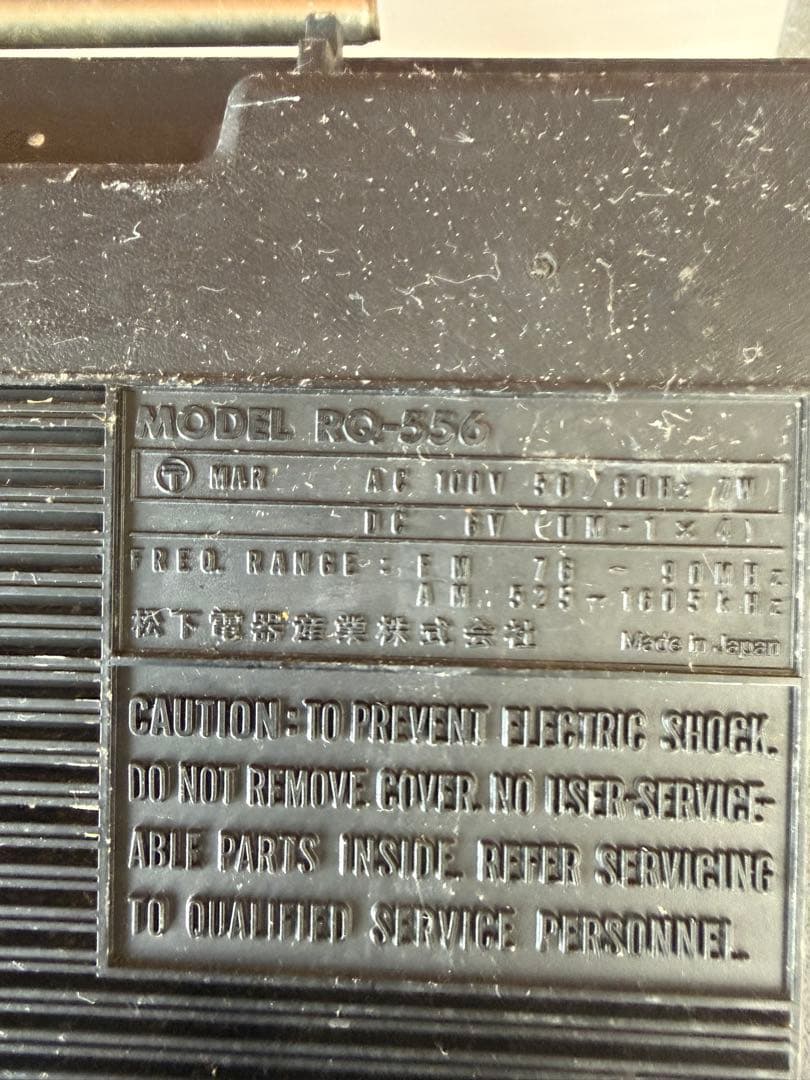 MODEL RQ-556
〒 MAR AC 100V 50/60Hz 7W
DC 6V (UM-1×4)
FREQ. RANGE: FM 76 - 90MHz
AM: 525-1605kHz
松下電器産業株式会社 Made in Japan
CAUTION: TO PREVENT ELECTRIC SHOCK.
DO NOT REMOVE COVER. NO USER-SERVICE-
ABLE PARTS INSIDE. REFER SERVICING
TO QUALIFIED SERVICE PERSONNEL.